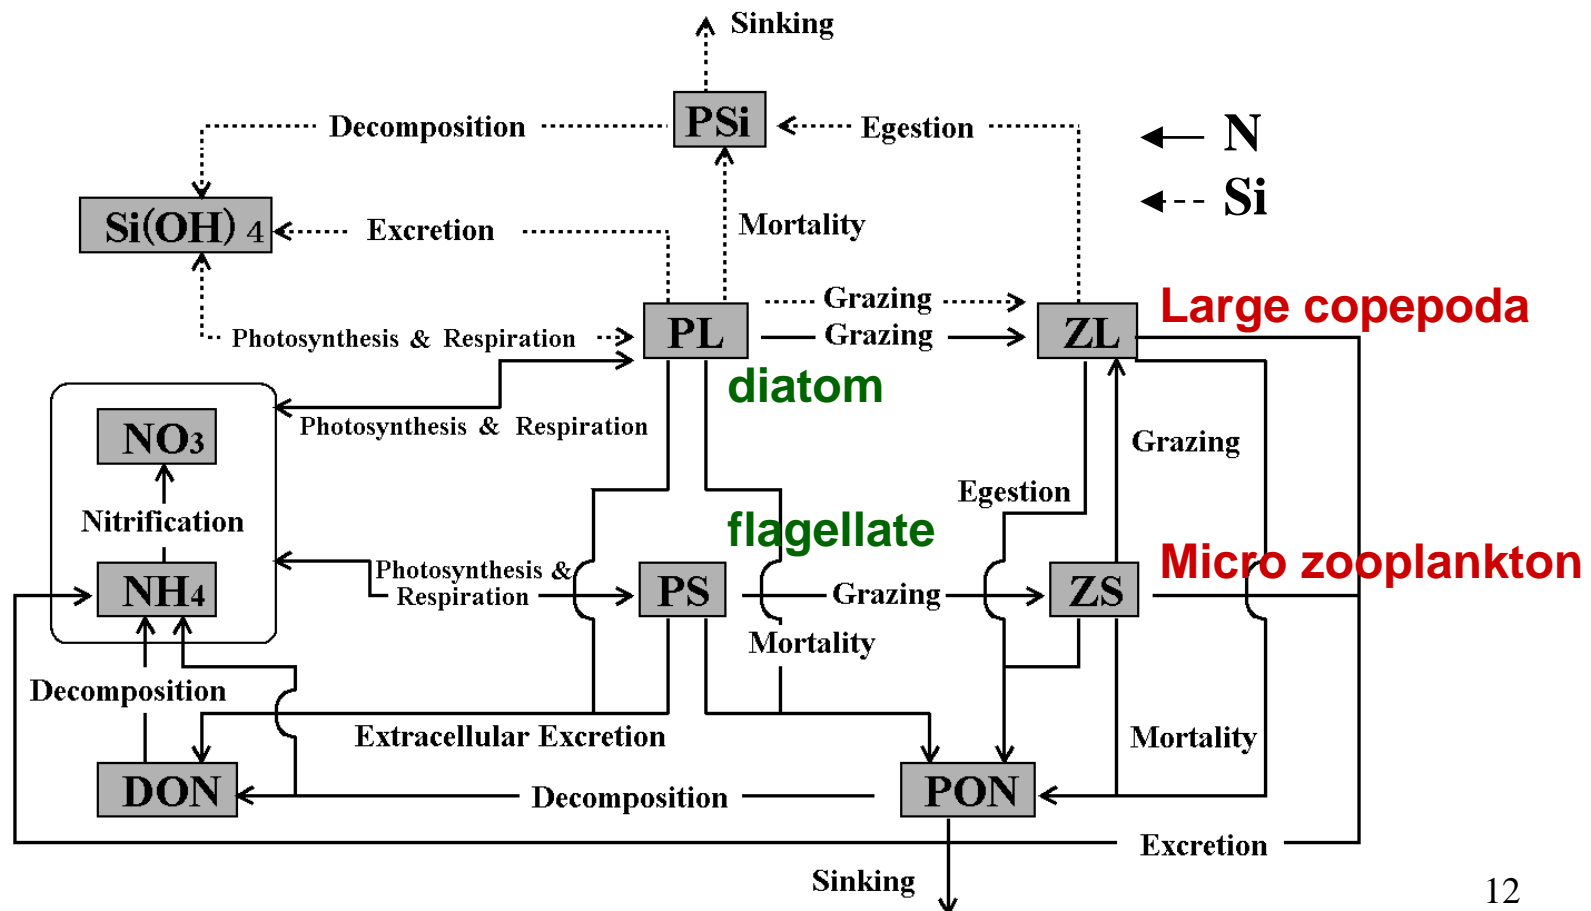 Sinking
PSi
Decomposition
Egestion
N
Si
Si(OH) 4
Excretion
Mortality
Grazing
Large copepoda
Photosynthesis & Respiration
PL
Grazing
ZL
diatom
NO3
Photosynthesis & Respiration
Grazing
Nitrification
Egestion
flagellate
Micro zooplankton
NH4
Photosynthesis &
Respiration
PS
Grazing
ZS
Mortality
Decomposition
Extracellular Excretion
Mortality
DON
Decomposition
PON
Excretion
Sinking
12